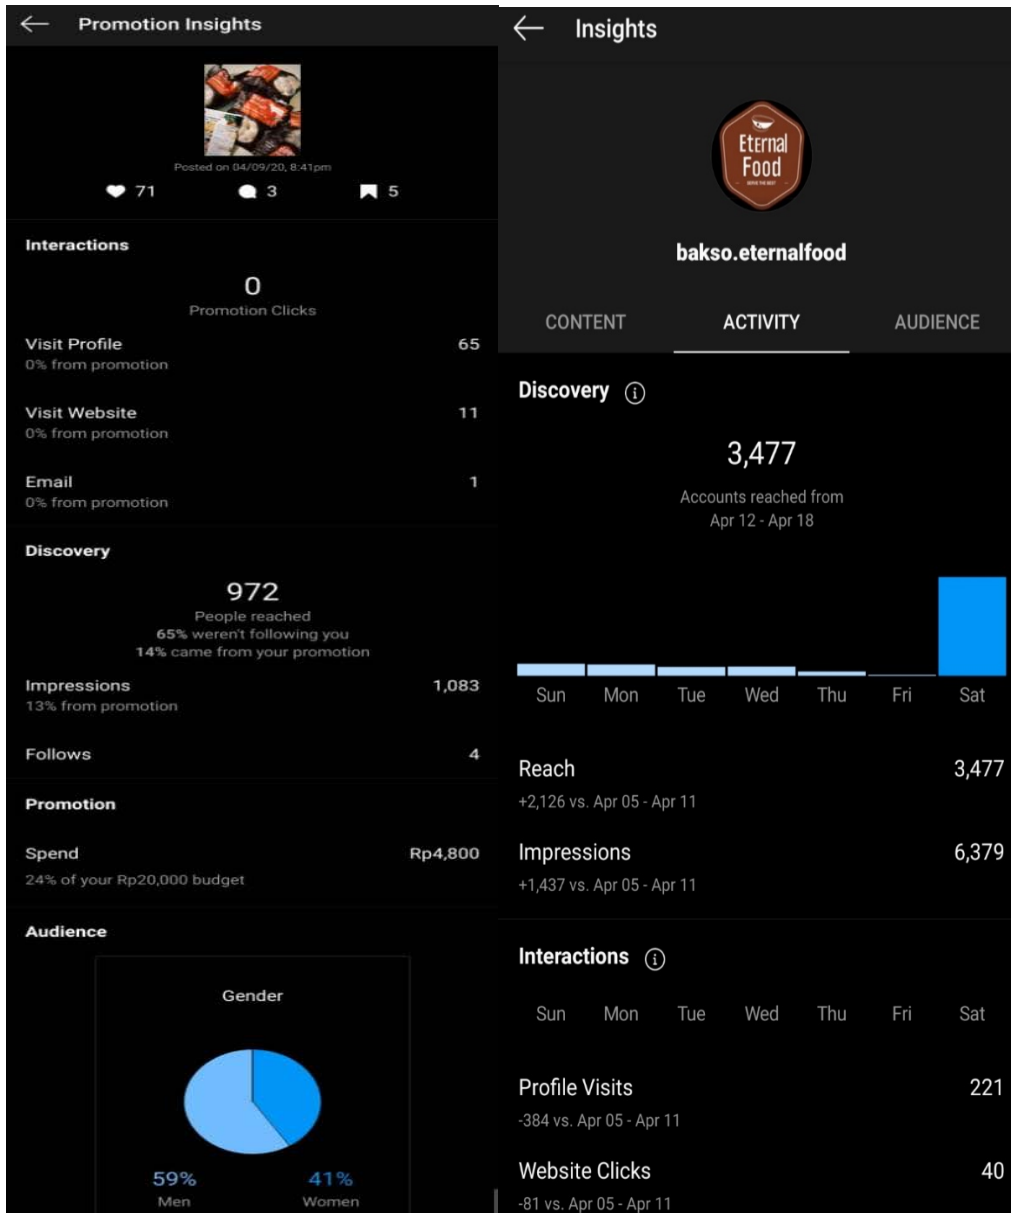 Promotion Insights
Posted on 04/09/20, 8:41pm
71 3 5
Interactions
0
Promotion Clicks
Visit Profile 65
0% from promotion
Visit Website 11
0% from promotion
Email 1
0% from promotion
Discovery
972
People reached
65% weren't following you
14% came from your promotion
Impressions 1,083
13% from promotion
Follows 4
Promotion
Spend Rp4,800
24% of your Rp20,000 budget
Audience
Gender
59% 41%
Men Women
Insights
Eternal
Food
SERVE THE BEST
bakso.eternalfood
CONTENT ACTIVITY AUDIENCE
Discovery
3,477
Accounts reached from
Apr 12 - Apr 18
Sun Mon Tue Wed Thu Fri Sat
Reach 3,477
+2,126 vs. Apr 05 - Apr 11
Impressions 6,379
+1,437 vs. Apr 05 - Apr 11
Interactions
Sun Mon Tue Wed Thu Fri Sat
Profile Visits 221
-384 vs. Apr 05 - Apr 11
Website Clicks 40
-81 vs. Apr 05 - Apr 11